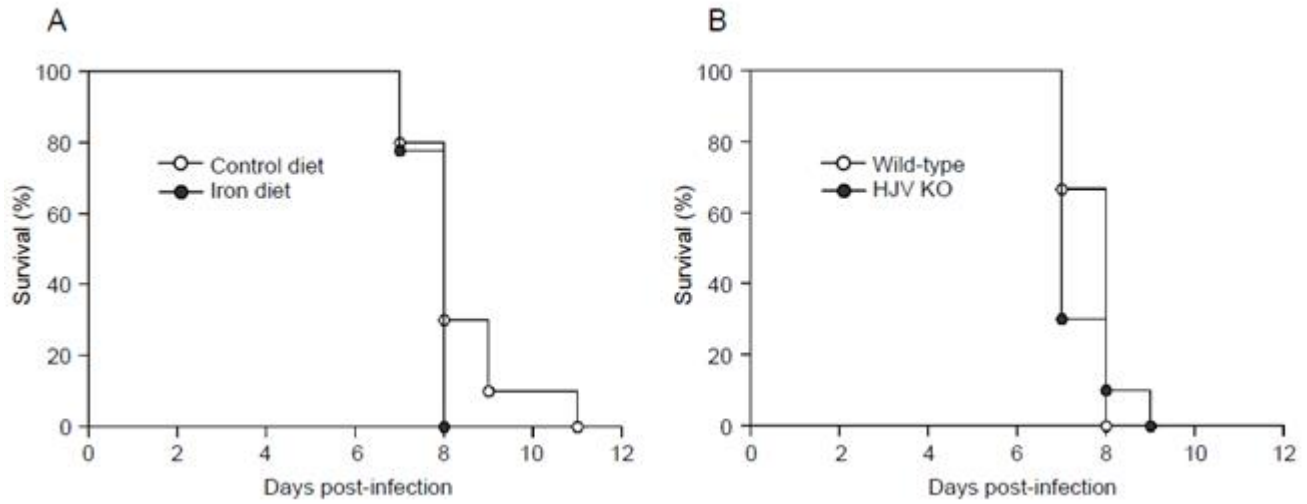 A
100
80
60
40
20
0
Survival (%)
Control diet
Iron diet
0 2 4 6 8 10 12
Days post-infection
B
100
80
60
40
20
0
Survival (%)
Wild-type
HJV KO
0 2 4 6 8 10 12
Days post-infection